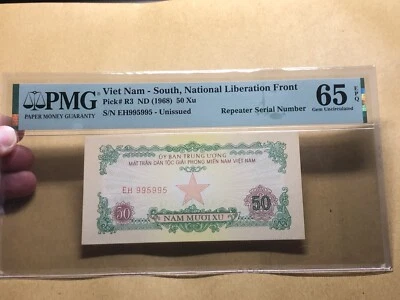 PMG
PAPER MONEY GUARANTY
Viet Nam - South, National Liberation Front
Pick# R3 ND (1968) 50 Xu
S/N EH995995 - Unissued
Repeater Serial Number
65 EPQ
Gem Uncirculated
ỦY BAN TRUNG ƯƠNG
MẶT TRẬN DÂN TỘC GIẢI PHÓNG MIỀN NAM VIỆT NAM
EH 995995
50
50
NĂM MƯƠI XU